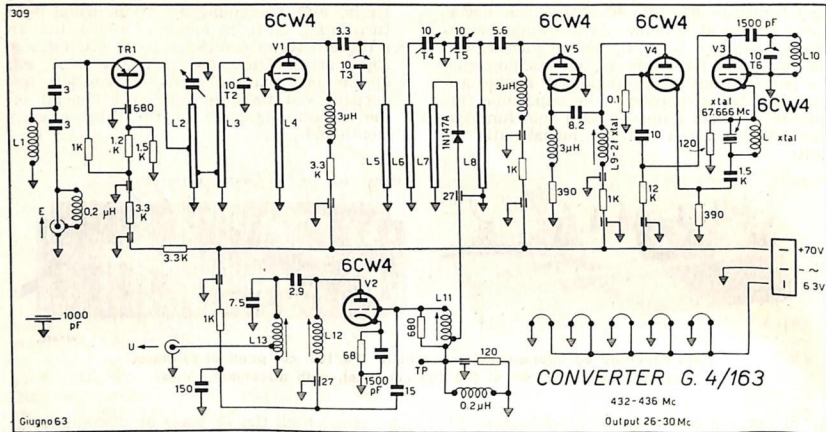 309
6CW4
6CW4
6CW4
TR1
V1
3.3
10
T3
10
T4
10
T5
5.6
V5
V4
V3
1500 pF
10
T6
L10
3
3
680
10
T2
L1
1K
1.2
K
1.5
K
L2
L3
L4
3µH
3.3
K
L5
L6
L7
1N147A
L8
27
3µH
1K
8.2
3µH
390
L9-21 xtal
1K
0.1
10
12
K
120
xtal
67.666 Mc
6CW4
L
xtal
1.5
K
390
E
0,2 µH
3.3
K
3.3K
+70V
- ~
6.3V
1000
pF
7.5
1K
2.9
6CW4
V2
L11
680
U
L13
L12
68
1500
pF
TP
120
150
27
15
0.2µH
CONVERTER G. 4/163
432-436 Mc
Output 26-30 Mc
Giugno 63